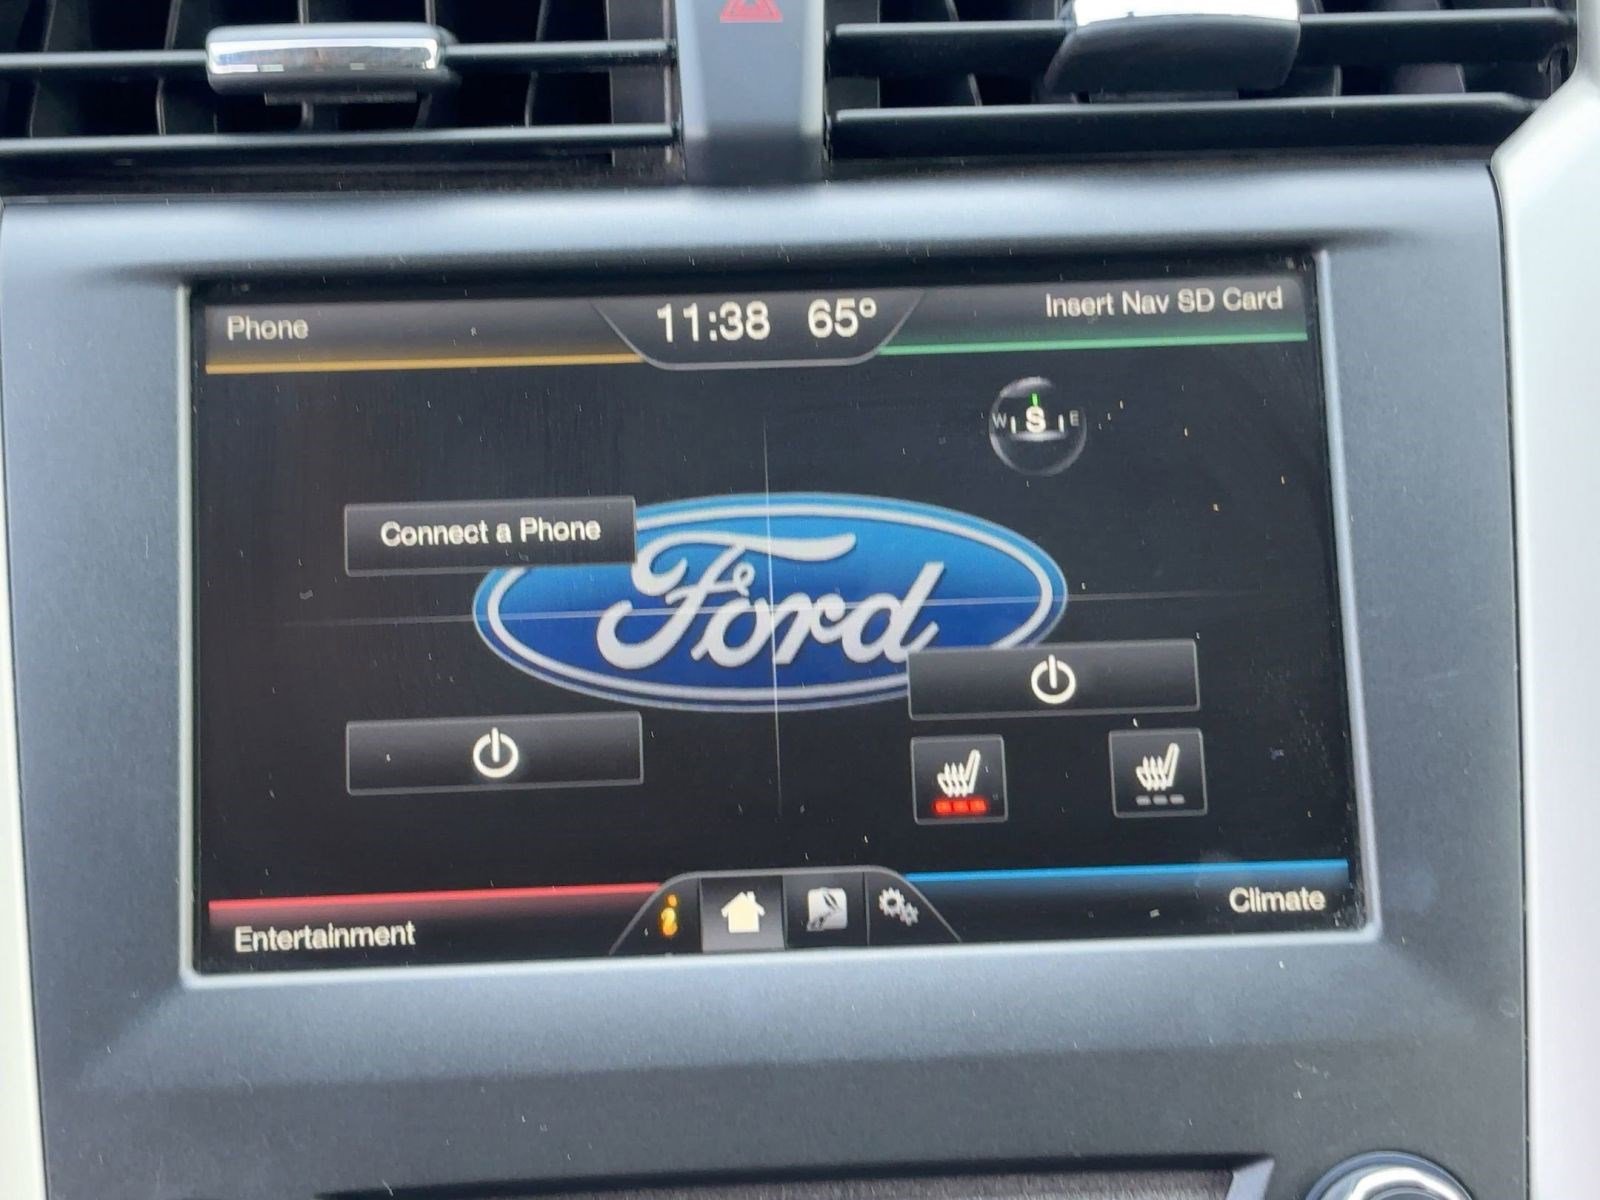 Phone
11:38 65°
Insert Nav SD Card
W S E
Connect a Phone
Ford
Entertainment
Climate